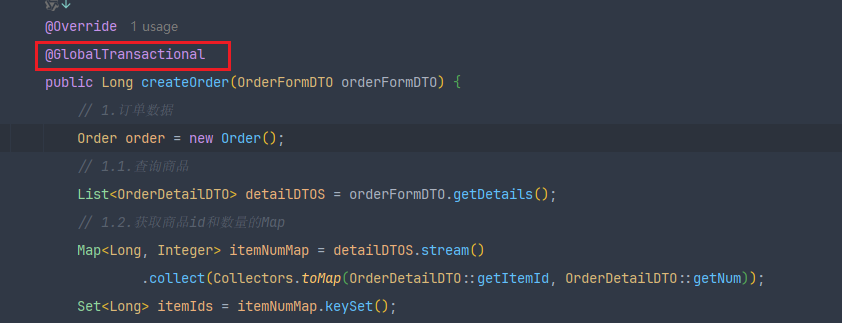 @Override 1 usage
@GlobalTransactional
public Long createOrder(OrderFormDTO orderFormDTO) {
// 1.订单数据
Order order = new Order();
// 1.1.查询商品
List<OrderDetailDTO> detailDTOS = orderFormDTO.getDetails();
// 1.2.获取商品id和数量的Map
Map<Long, Integer> itemNumMap = detailDTOS.stream()
.collect(Collectors.toMap(OrderDetailDTO::getItemId, OrderDetailDTO::getNum));
Set<Long> itemIds = itemNumMap.keySet();